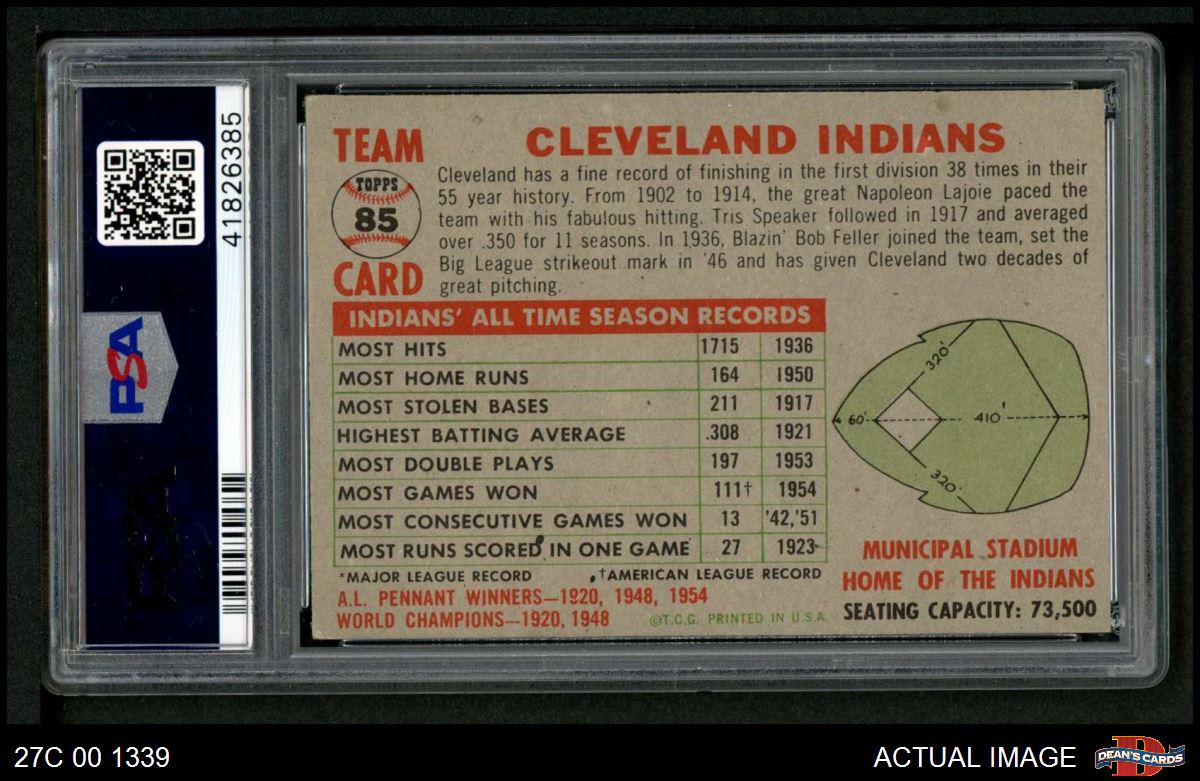 41826385
PSA
TEAM
TOPPS
85
CARD
CLEVELAND INDIANS
Cleveland has a fine record of finishing in the first division 38 times in their
55 year history. From 1902 to 1914, the great Napoleon Lajoie paced the
team with his fabulous hitting. Tris Speaker followed in 1917 and averaged
over .350 for 11 seasons. In 1936, Blazin' Bob Feller joined the team, set the
Big League strikeout mark in '46 and has given Cleveland two decades of
great pitching.
INDIANS' ALL TIME SEASON RECORDS
MOST HITS 1715 1936
MOST HOME RUNS 164 1950
MOST STOLEN BASES 211 1917
HIGHEST BATTING AVERAGE .308 1921
MOST DOUBLE PLAYS 197 1953
MOST GAMES WON 111† 1954
MOST CONSECUTIVE GAMES WON 13 '42,'51
MOST RUNS SCORED IN ONE GAME 27 1923
*MAJOR LEAGUE RECORD †AMERICAN LEAGUE RECORD
A.L. PENNANT WINNERS—1920, 1948, 1954
WORLD CHAMPIONS—1920, 1948 ©T.C.G. PRINTED IN U.S.A.
320'
60'
410'
320'
MUNICIPAL STADIUM
HOME OF THE INDIANS
SEATING CAPACITY: 73,500
PSA
27C 00 1339
ACTUAL IMAGE
D
DEAN'S CARDS